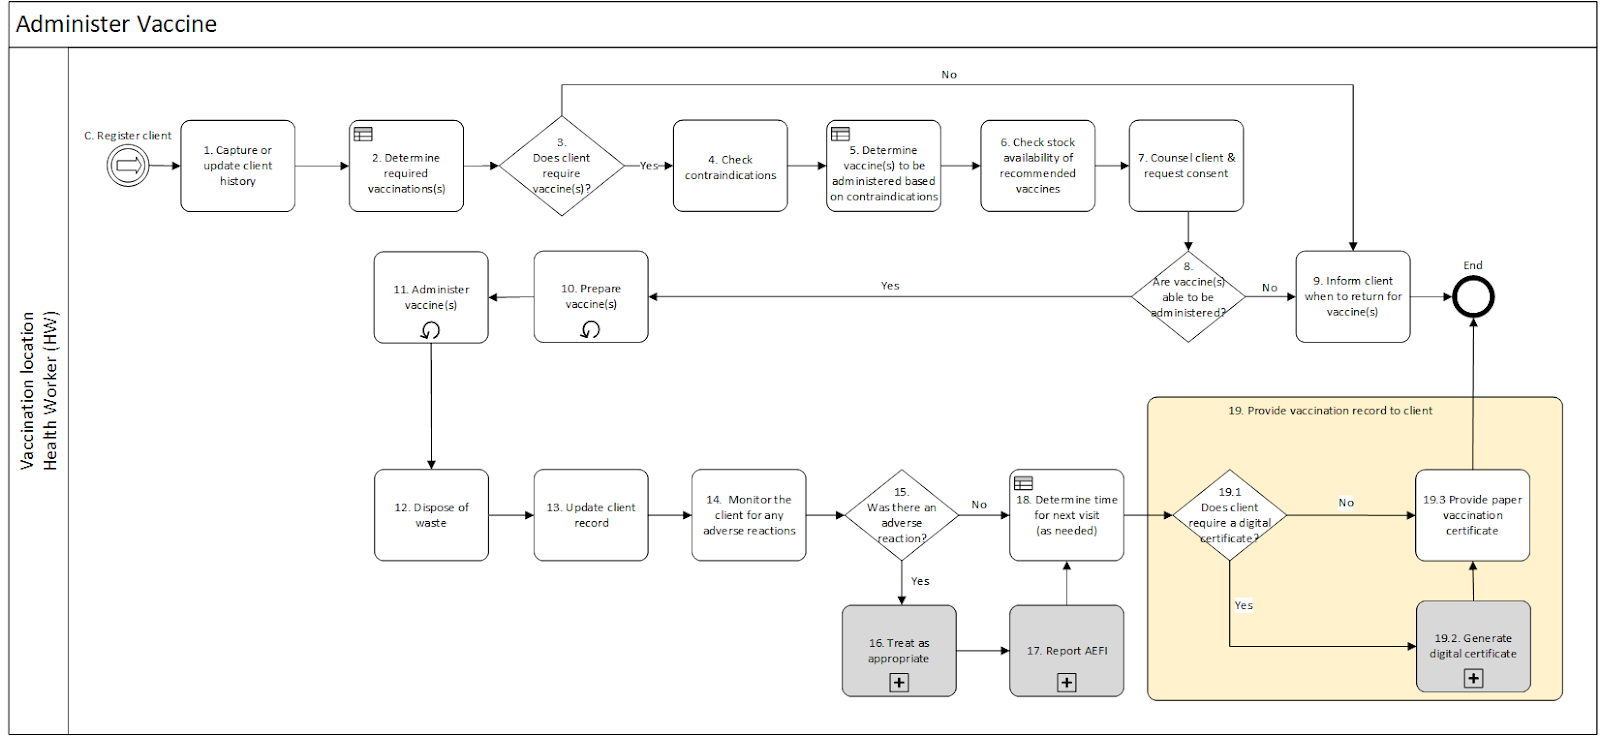 Administer Vaccine
Vaccination location
Health Worker (HW)
No
C. Register client
1. Capture or
update client
history
2. Determine
required
vaccinations(s)
3.
Does client
require
vaccine(s)?
Yes
4. Check
contraindications
5. Determine
vaccine(s) to be
administered based
on contraindications
6. Check stock
availability of
recommended
vaccines
7. Counsel client &
request consent
8.
Are vaccine(s)
able to be
administered?
No
9. Inform client
when to return for
vaccine(s)
End
Yes
10. Prepare
vaccine(s)
11. Administer
vaccine(s)
12. Dispose of
waste
13. Update client
record
14. Monitor the
client for any
adverse reactions
15.
Was there an
adverse
reaction?
No
Yes
16. Treat as
appropriate
17. Report AEFI
18. Determine time
for next visit
(as needed)
19. Provide vaccination record to client
19.1
Does client
require a digital
certificate?
No
Yes
19.2. Generate
digital certificate
19.3 Provide paper
vaccination
certificate